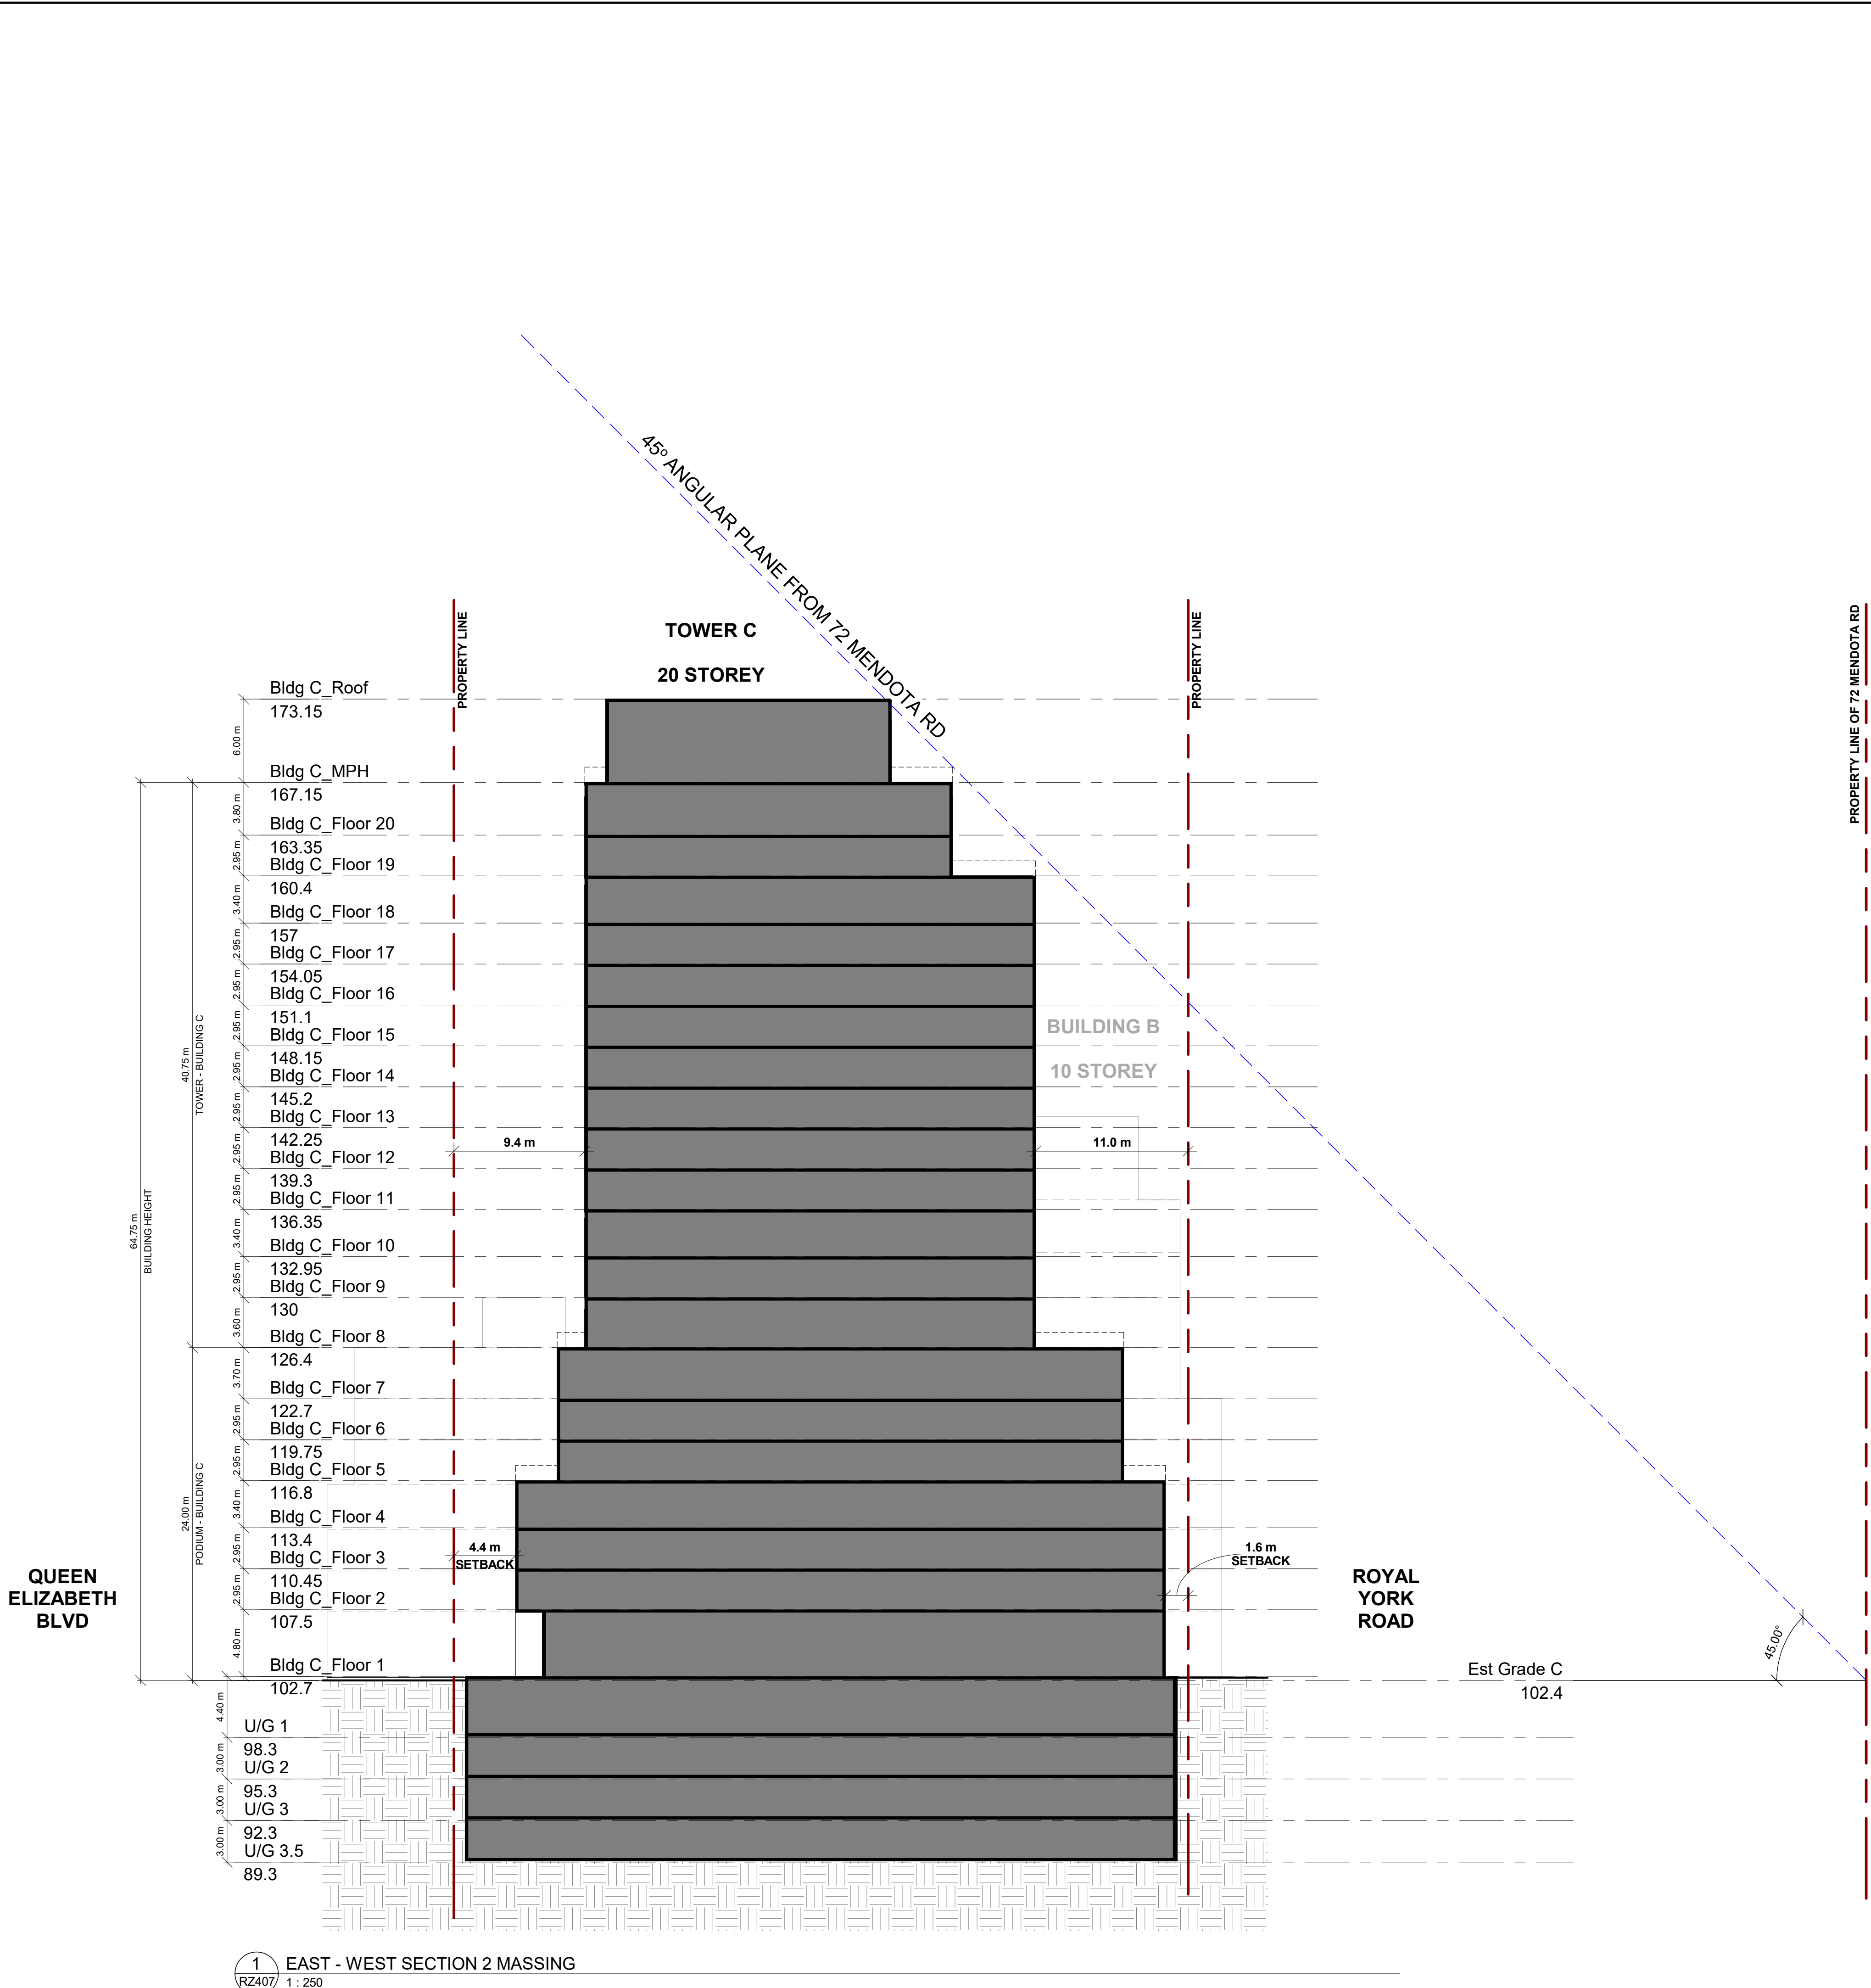 45º ANGULAR PLANE FROM 72 MENDOTA RD
TOWER C
20 STOREY
PROPERTY LINE
PROPERTY LINE
PROPERTY LINE OF 72 MENDOTA RD
Bldg C_Roof
173.15
6.00 m
Bldg C_MPH
167.15
3.80 m
Bldg C_Floor 20
163.35
2.95 m
Bldg C_Floor 19
160.4
3.40 m
Bldg C_Floor 18
157
2.95 m
Bldg C_Floor 17
154.05
2.95 m
Bldg C_Floor 16
151.1
2.95 m
Bldg C_Floor 15
148.15
2.95 m
Bldg C_Floor 14
145.2
2.95 m
Bldg C_Floor 13
142.25
2.95 m
Bldg C_Floor 12
139.3
2.95 m
Bldg C_Floor 11
136.35
3.40 m
Bldg C_Floor 10
132.95
2.95 m
Bldg C_Floor 9
130
3.60 m
Bldg C_Floor 8
126.4
3.70 m
Bldg C_Floor 7
122.7
2.95 m
Bldg C_Floor 6
119.75
2.95 m
Bldg C_Floor 5
116.8
3.40 m
Bldg C_Floor 4
113.4
2.95 m
Bldg C_Floor 3
110.45
2.95 m
Bldg C_Floor 2
107.5
4.80 m
Bldg C_Floor 1
102.7
4.40 m
U/G 1
98.3
3.00 m
U/G 2
95.3
3.00 m
U/G 3
92.3
3.00 m
U/G 3.5
89.3
64.75 m
BUILDING HEIGHT
40.75 m
TOWER - BUILDING C
24.00 m
PODIUM - BUILDING C
BUILDING B
10 STOREY
9.4 m
11.0 m
4.4 m
SETBACK
1.6 m
SETBACK
QUEEN
ELIZABETH
BLVD
ROYAL
YORK
ROAD
45.00°
Est Grade C
102.4
1
RZ407
EAST - WEST SECTION 2 MASSING
1 : 250